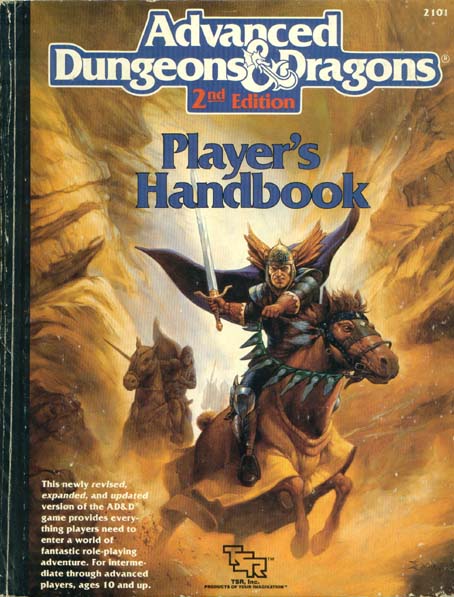 2101
Advanced
Dungeons & Dragons®
2nd Edition
Player's
Handbook
This newly revised,
expanded, and updated
version of the AD&D®
game provides every-
thing players need to
enter a world of
fantastic role-playing
adventure. For interme-
diate through advanced
players, ages 10 and up.
TSR™
TSR, Inc.
PRODUCTS OF YOUR IMAGINATION™